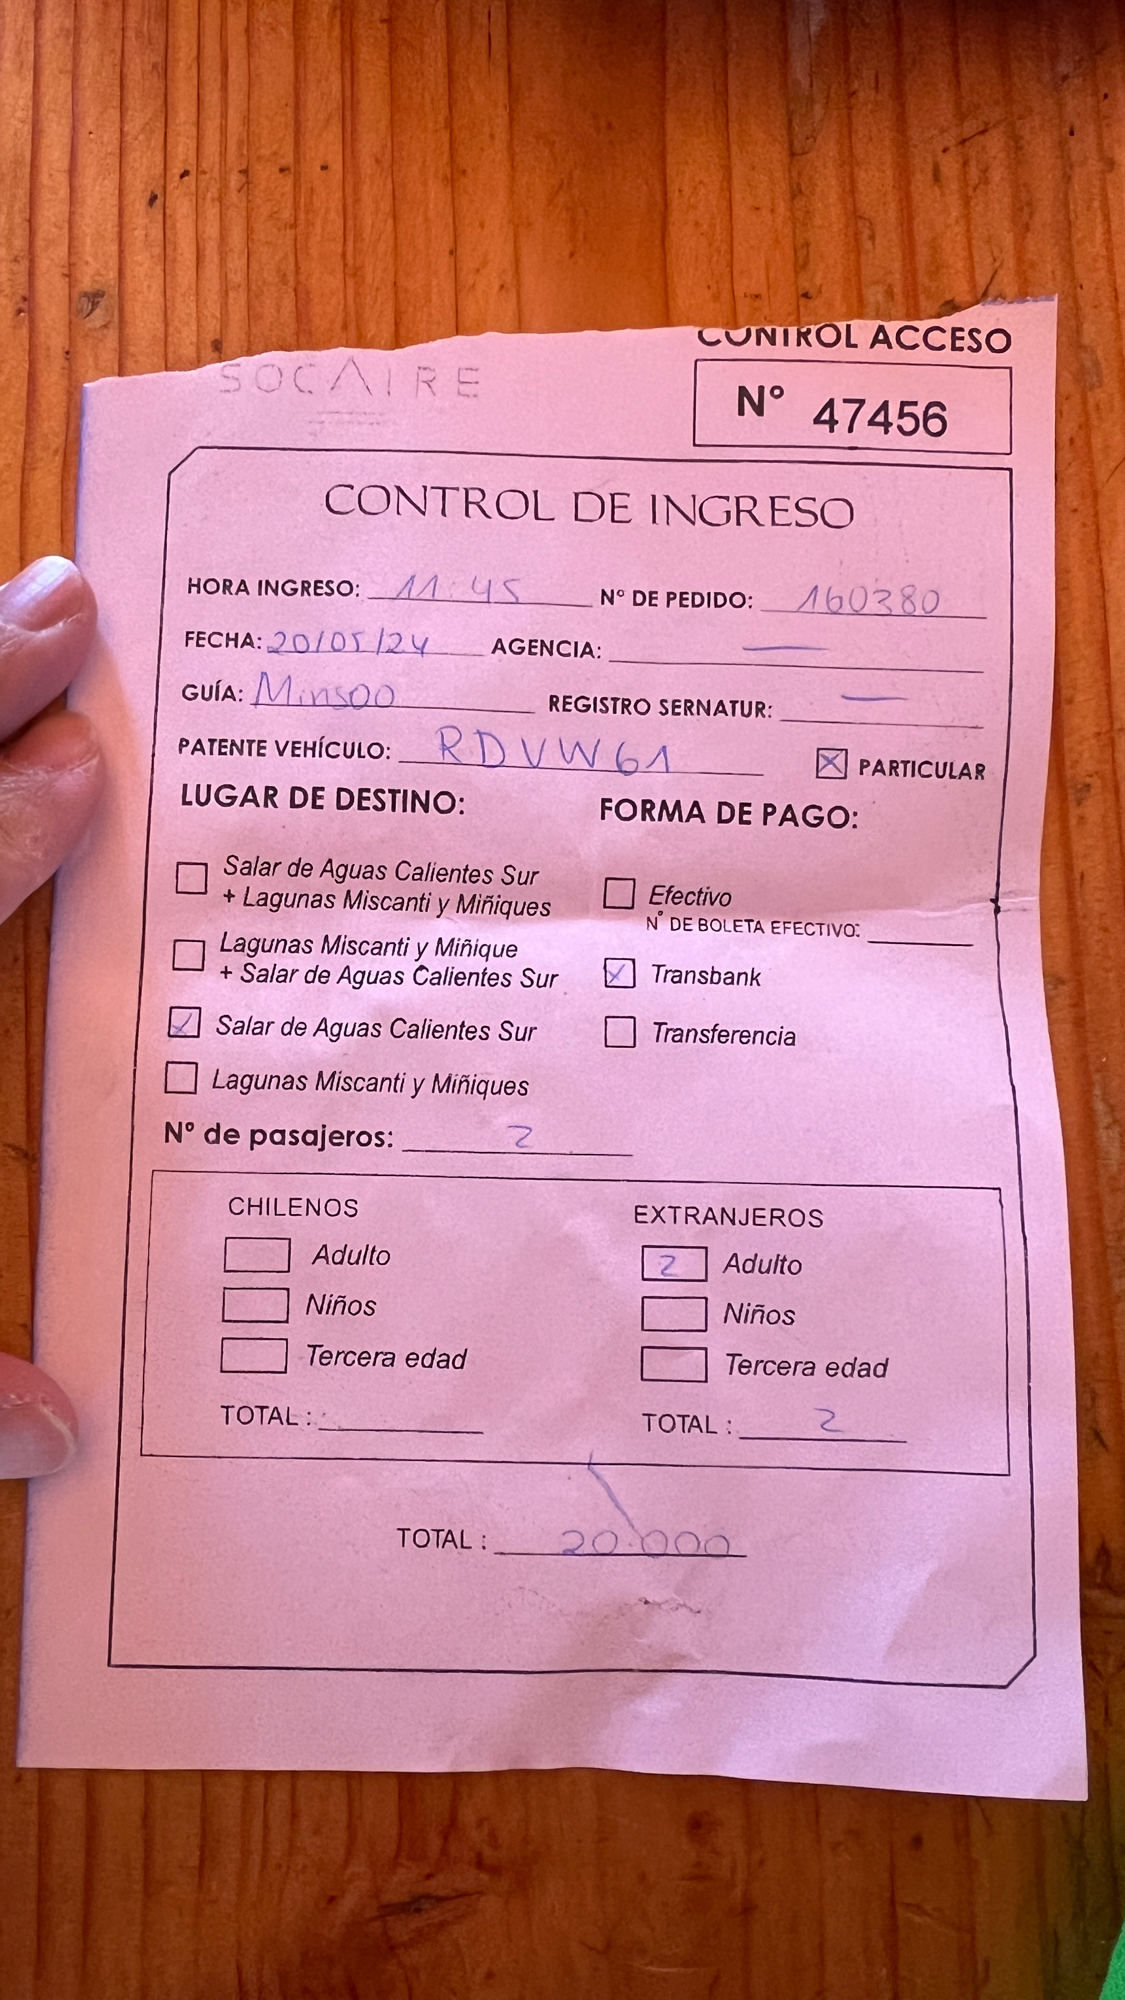 CONTROL ACCESO
SOCAIRE
Nº 47456
CONTROL DE INGRESO
HORA INGRESO: 11:45 Nº DE PEDIDO: 160380
FECHA: 20/05/24 AGENCIA: —
GUÍA: Minsoo REGISTRO SERNATUR: —
PATENTE VEHÍCULO: RDVW61 PARTICULAR
LUGAR DE DESTINO:
Salar de Aguas Calientes Sur
+ Lagunas Miscanti y Miñiques
Lagunas Miscanti y Miñique
+ Salar de Aguas Calientes Sur
Salar de Aguas Calientes Sur
Lagunas Miscanti y Miñiques
FORMA DE PAGO:
Efectivo
Nº DE BOLETA EFECTIVO:
Transbank
Transferencia
Nº de pasajeros: 2
CHILENOS
Adulto
Niños
Tercera edad
TOTAL :
EXTRANJEROS
2 Adulto
Niños
Tercera edad
TOTAL : 2
TOTAL : 20.000